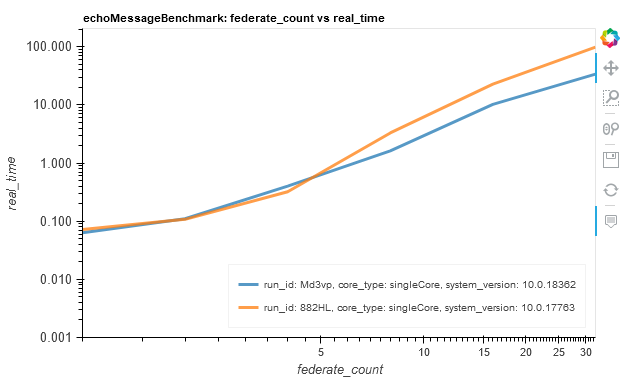 echoMessageBenchmark: federate_count vs real_time
100.000
10.000
1.000
0.100
0.010
0.001
real_time
run_id: Md3vp, core_type: singleCore, system_version: 10.0.18362
run_id: 882HL, core_type: singleCore, system_version: 10.0.17763
5
10
15
20
25
30
federate_count